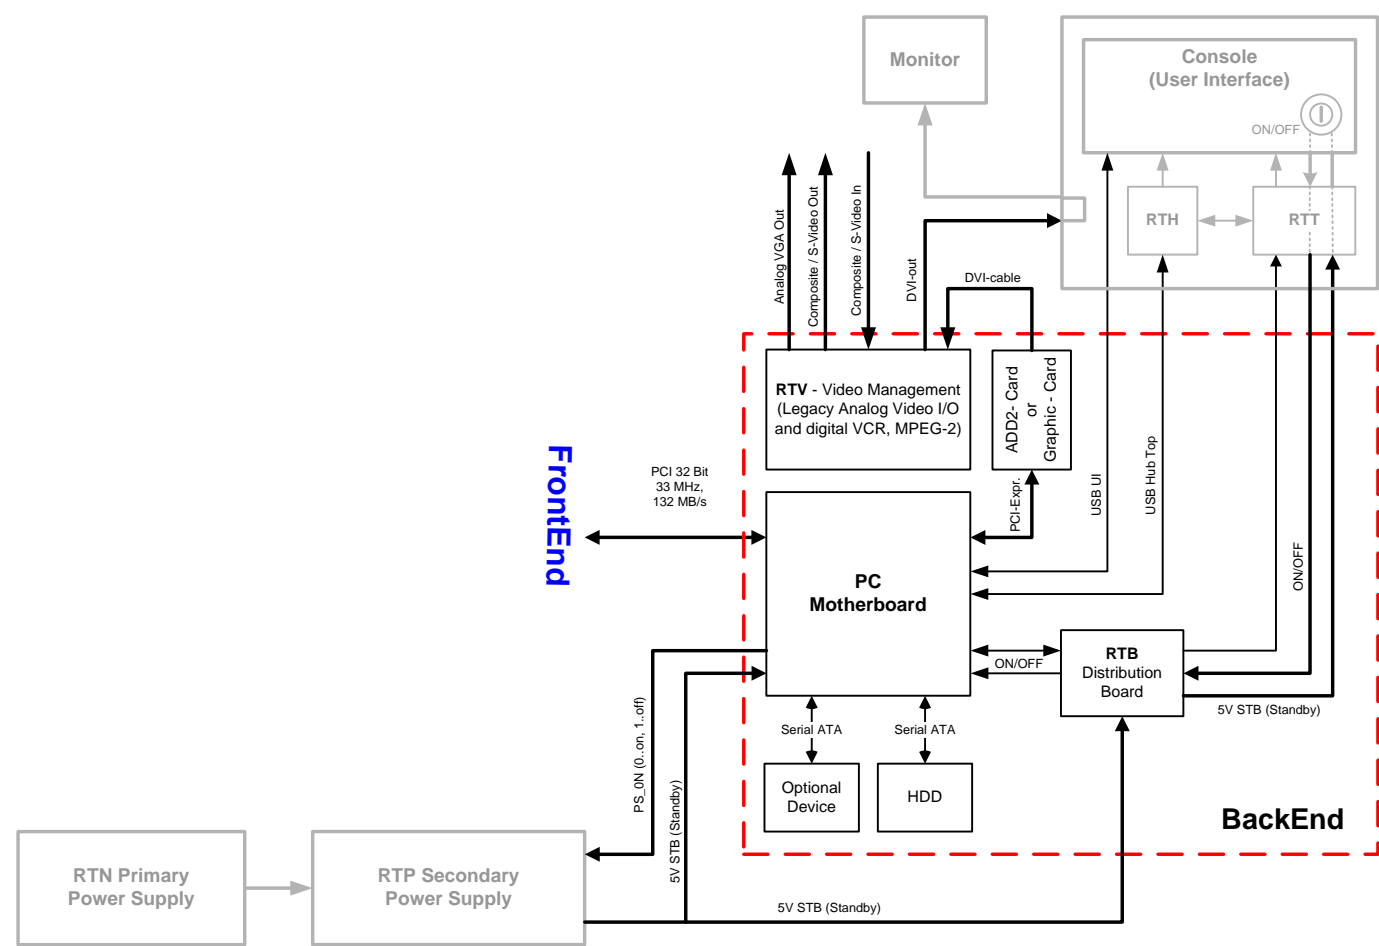 Monitor
Console
(User Interface)
ON/OFF
RTH
RTT
Analog VGA Out
Composite / S-Video Out
Composite / S-Video In
DVI-out
DVI-cable
RTV - Video Management
(Legacy Analog Video I/O
and digital VCR, MPEG-2)
ADD2- Card
or
Graphic - Card
FrontEnd
PCI 32 Bit
33 MHz,
132 MB/s
PCI-Expr.
USB UI
USB Hub Top
ON/OFF
PC
Motherboard
RTB
Distribution
Board
ON/OFF
5V STB (Standby)
PS_0N (0..on, 1..off)
5V STB (Standby)
Serial ATA
Serial ATA
Optional
Device
HDD
BackEnd
RTN Primary
Power Supply
RTP Secondary
Power Supply
5V STB (Standby)